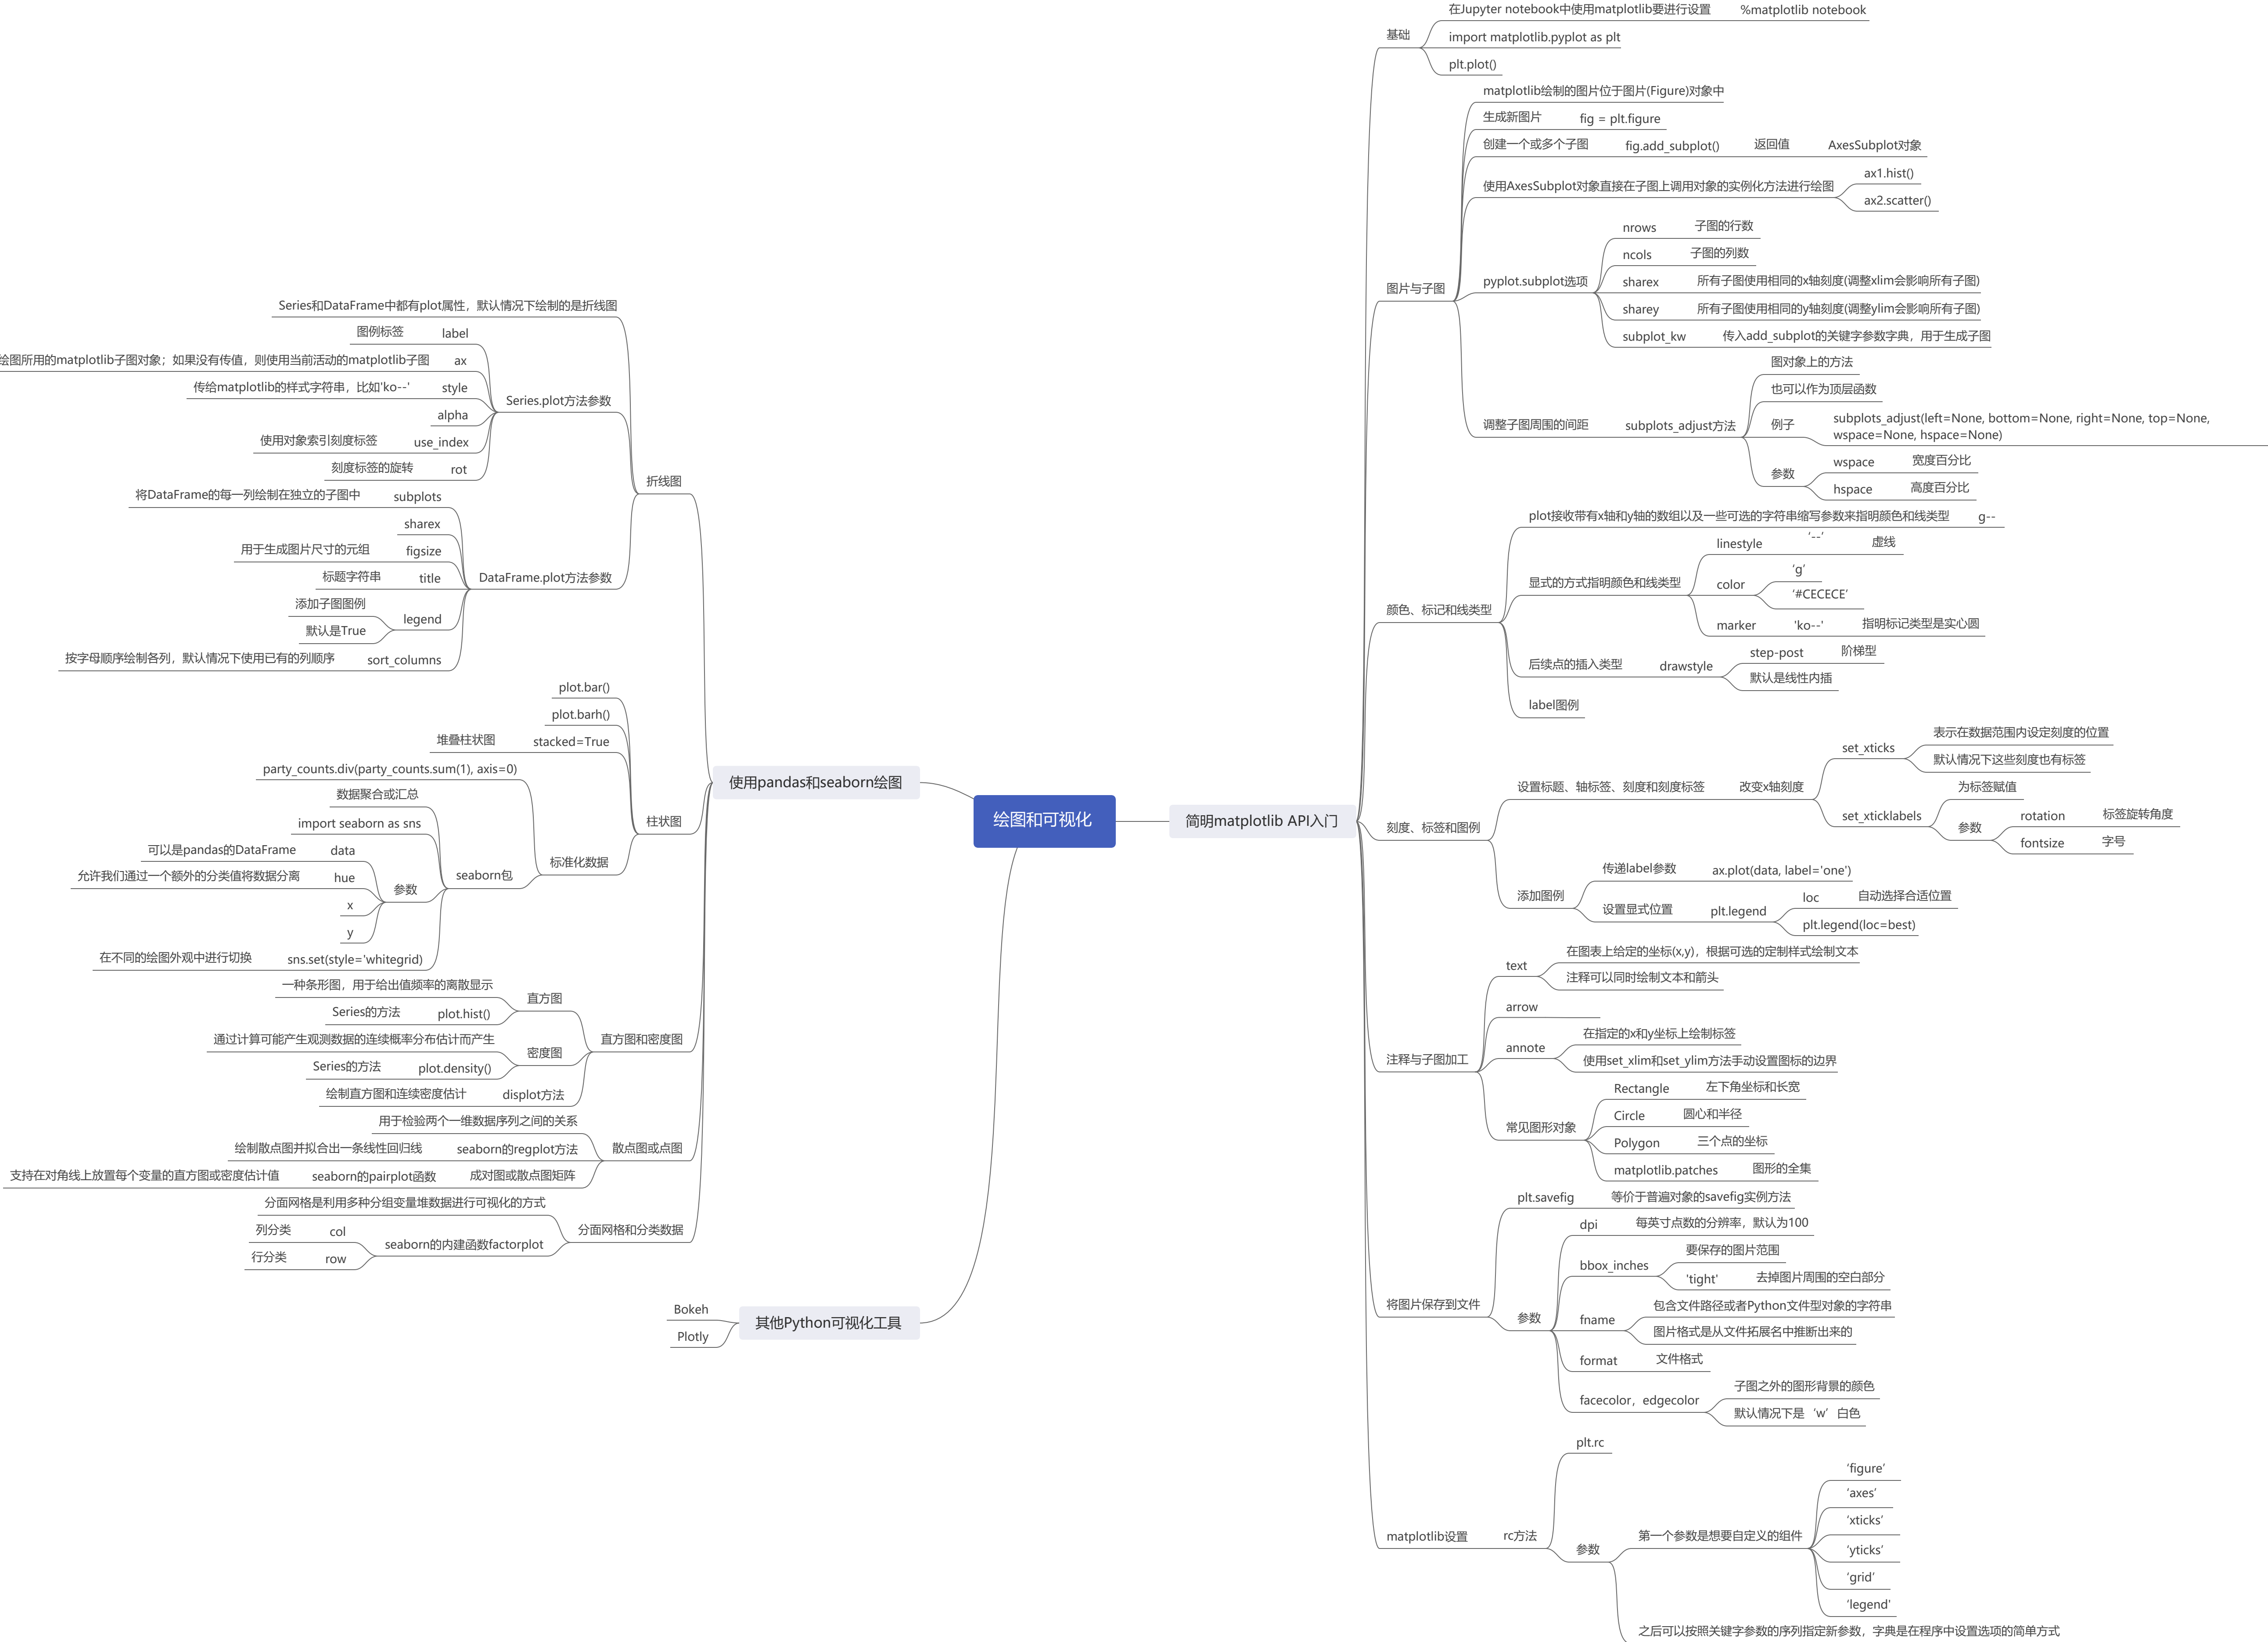 绘图和可视化
简明matplotlib API入门
基础
在Jupyter notebook中使用matplotlib要进行设置
%matplotlib notebook
import matplotlib.pyplot as plt
plt.plot()
图片与子图
matplotlib绘制的图片位于图片(Figure)对象中
生成新图片
fig = plt.figure
创建一个或多个子图
fig.add_subplot()
返回值
AxesSubplot对象
使用AxesSubplot对象直接在子图上调用对象的实例化方法进行绘图
ax1.hist()
ax2.scatter()
pyplot.subplot选项
nrows
子图的行数
ncols
子图的列数
sharex
所有子图使用相同的x轴刻度(调整xlim会影响所有子图)
sharey
所有子图使用相同的y轴刻度(调整ylim会影响所有子图)
subplot_kw
传入add_subplot的关键字参数字典，用于生成子图
调整子图周围的间距
subplots_adjust方法
图对象上的方法
也可以作为顶层函数
例子
subplots_adjust(left=None, bottom=None, right=None, top=None,
wspace=None, hspace=None)
参数
wspace
宽度百分比
hspace
高度百分比
颜色、标记和线类型
plot接收带有x轴和y轴的数组以及一些可选的字符串缩写参数来指明颜色和线类型
g--
显式的方式指明颜色和线类型
linestyle
‘--’
虚线
color
‘g’
‘#CECECE’
marker
'ko--'
指明标记类型是实心圆
后续点的插入类型
drawstyle
step-post
阶梯型
默认是线性内插
label图例
刻度、标签和图例
设置标题、轴标签、刻度和刻度标签
改变x轴刻度
set_xticks
表示在数据范围内设定刻度的位置
默认情况下这些刻度也有标签
set_xticklabels
为标签赋值
参数
rotation
标签旋转角度
fontsize
字号
添加图例
传递label参数
ax.plot(data, label='one')
设置显式位置
plt.legend
loc
自动选择合适位置
plt.legend(loc=best)
注释与子图加工
text
在图表上给定的坐标(x,y)，根据可选的定制样式绘制文本
注释可以同时绘制文本和箭头
arrow
annote
在指定的x和y坐标上绘制标签
使用set_xlim和set_ylim方法手动设置图标的边界
常见图形对象
Rectangle
左下角坐标和长宽
Circle
圆心和半径
Polygon
三个点的坐标
matplotlib.patches
图形的全集
将图片保存到文件
plt.savefig
等价于普遍对象的savefig实例方法
参数
dpi
每英寸点数的分辨率，默认为100
bbox_inches
要保存的图片范围
'tight'
去掉图片周围的空白部分
fname
包含文件路径或者Python文件型对象的字符串
图片格式是从文件拓展名中推断出来的
format
文件格式
facecolor，edgecolor
子图之外的图形背景的颜色
默认情况下是‘w’白色
matplotlib设置
rc方法
plt.rc
参数
第一个参数是想要自定义的组件
‘figure’
‘axes’
‘xticks’
‘yticks’
‘grid’
‘legend’
之后可以按照关键字参数的序列指定新参数，字典是在程序中设置选项的简单方式
使用pandas和seaborn绘图
折线图
Series和DataFrame中都有plot属性，默认情况下绘制的是折线图
Series.plot方法参数
label
图例标签
ax
绘图所用的matplotlib子图对象；如果没有传值，则使用当前活动的matplotlib子图
style
传给matplotlib的样式字符串，比如'ko--'
alpha
use_index
使用对象索引刻度标签
rot
刻度标签的旋转
DataFrame.plot方法参数
subplots
将DataFrame的每一列绘制在独立的子图中
sharex
figsize
用于生成图片尺寸的元组
title
标题字符串
legend
添加子图图例
默认是True
sort_columns
按字母顺序绘制各列，默认情况下使用已有的列顺序
柱状图
plot.bar()
plot.barh()
stacked=True
堆叠柱状图
标准化数据
party_counts.div(party_counts.sum(1), axis=0)
seaborn包
数据聚合或汇总
import seaborn as sns
参数
data
可以是pandas的DataFrame
hue
允许我们通过一个额外的分类值将数据分离
x
y
sns.set(style='whitegrid)
在不同的绘图外观中进行切换
直方图和密度图
直方图
一种条形图，用于给出值频率的离散显示
plot.hist()
Series的方法
密度图
通过计算可能产生观测数据的连续概率分布估计而产生
plot.density()
Series的方法
displot方法
绘制直方图和连续密度估计
散点图或点图
用于检验两个一维数据序列之间的关系
seaborn的regplot方法
绘制散点图并拟合出一条线性回归线
成对图或散点图矩阵
seaborn的pairplot函数
支持在对角线上放置每个变量的直方图或密度估计值
分面网格和分类数据
分面网格是利用多种分组变量堆数据进行可视化的方式
seaborn的内建函数factorplot
col
列分类
row
行分类
其他Python可视化工具
Bokeh
Plotly